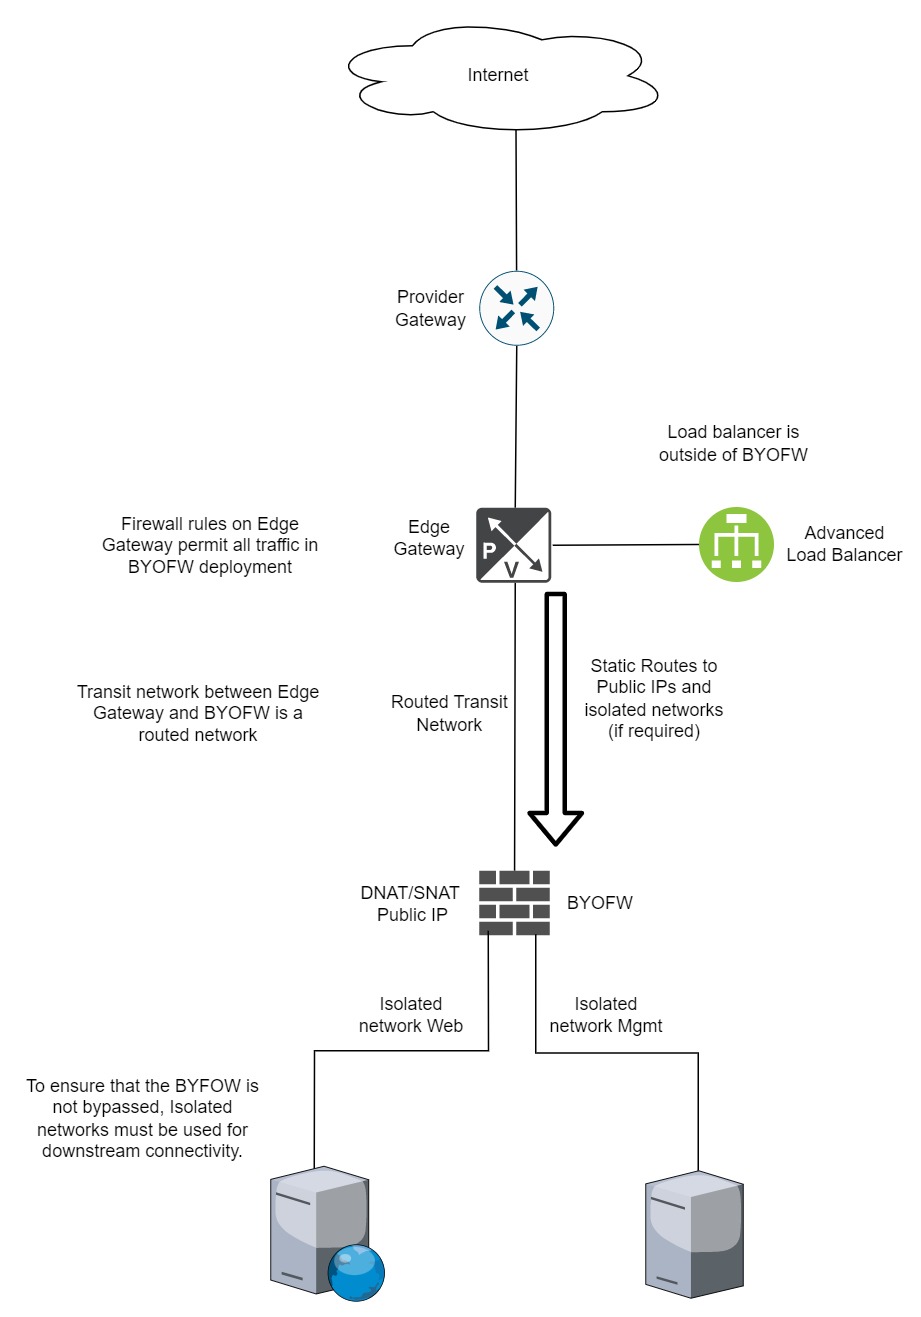 Internet
Provider
Gateway
Load balancer is
outside of BYOFW
Firewall rules on Edge
Gateway permit all traffic in
BYOFW deployment
Edge
Gateway
P
V
Advanced
Load Balancer
Transit network between Edge
Gateway and BYOFW is a
routed network
Routed Transit
Network
Static Routes to
Public IPs and
isolated networks
(if required)
DNAT/SNAT
Public IP
BYOFW
Isolated
network Web
Isolated
network Mgmt
To ensure that the BYFOW is
not bypassed, Isolated
networks must be used for
downstream connectivity.